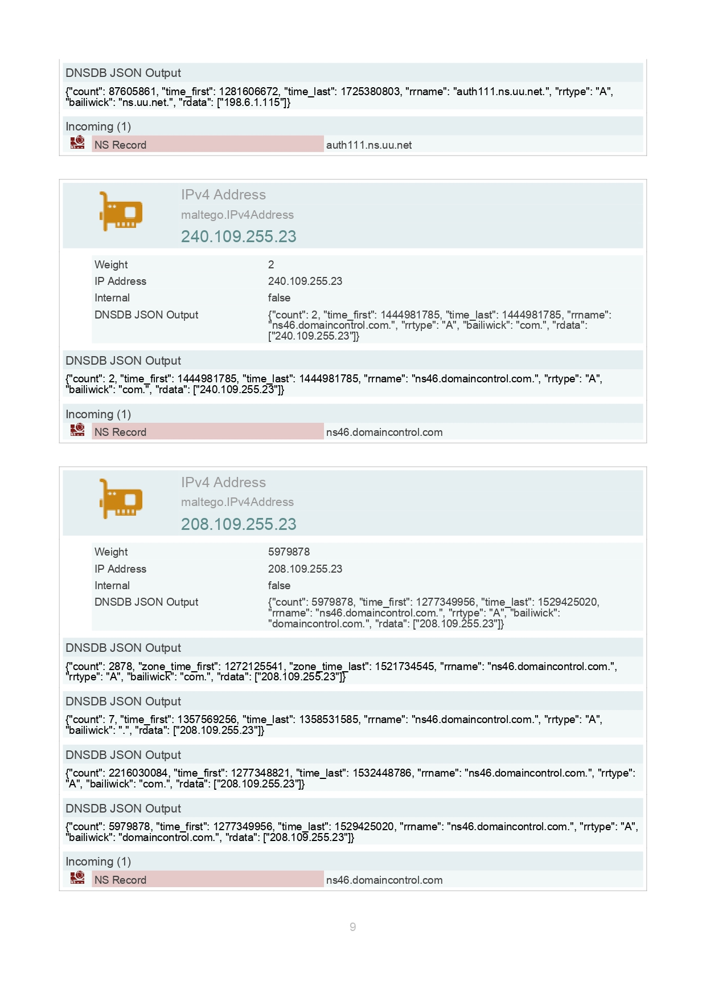 DNSDB JSON Output
{"count": 87605861, "time_first": 1281606672, "time_last": 1725380803, "rrname": "auth111.ns.uu.net.", "rrtype": "A",
"bailiwick": "ns.uu.net.", "rdata": ["198.6.1.115"]}
Incoming (1)
NS Record auth111.ns.uu.net
IPv4 Address
maltego.IPv4Address
240.109.255.23
Weight 2
IP Address 240.109.255.23
Internal false
DNSDB JSON Output {"count": 2, "time_first": 1444981785, "time_last": 1444981785, "rrname":
"ns46.domaincontrol.com.", "rrtype": "A", "bailiwick": "com.", "rdata":
["240.109.255.23"]}
DNSDB JSON Output
{"count": 2, "time_first": 1444981785, "time_last": 1444981785, "rrname": "ns46.domaincontrol.com.", "rrtype": "A",
"bailiwick": "com.", "rdata": ["240.109.255.23"]}
Incoming (1)
NS Record ns46.domaincontrol.com
IPv4 Address
maltego.IPv4Address
208.109.255.23
Weight 5979878
IP Address 208.109.255.23
Internal false
DNSDB JSON Output {"count": 5979878, "time_first": 1277349956, "time_last": 1529425020,
"rrname": "ns46.domaincontrol.com.", "rrtype": "A", "bailiwick":
"domaincontrol.com.", "rdata": ["208.109.255.23"]}
DNSDB JSON Output
{"count": 2878, "zone_time_first": 1272125541, "zone_time_last": 1521734545, "rrname": "ns46.domaincontrol.com.",
"rrtype": "A", "bailiwick": "com.", "rdata": ["208.109.255.23"]}
DNSDB JSON Output
{"count": 7, "time_first": 1357569256, "time_last": 1358531585, "rrname": "ns46.domaincontrol.com.", "rrtype": "A",
"bailiwick": ".", "rdata": ["208.109.255.23"]}
DNSDB JSON Output
{"count": 2216030084, "time_first": 1277348821, "time_last": 1532448786, "rrname": "ns46.domaincontrol.com.", "rrtype":
"A", "bailiwick": "com.", "rdata": ["208.109.255.23"]}
DNSDB JSON Output
{"count": 5979878, "time_first": 1277349956, "time_last": 1529425020, "rrname": "ns46.domaincontrol.com.", "rrtype": "A",
"bailiwick": "domaincontrol.com.", "rdata": ["208.109.255.23"]}
Incoming (1)
NS Record ns46.domaincontrol.com
9